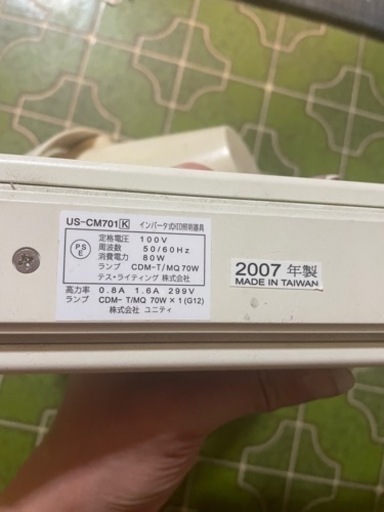 US-CM701 K インバータ式HID照明器具
PS
E
定格電圧 100V
周波数 50/60Hz
消費電力 80W
ランプ CDM-T/MQ 70W
テス・ライティング 株式会社
高力率 0.8A 1.6A 299V
ランプ CDM- T/MQ 70W × 1 (G12)
株式会社 ユニティ
2007 年製
MADE IN TAIWAN